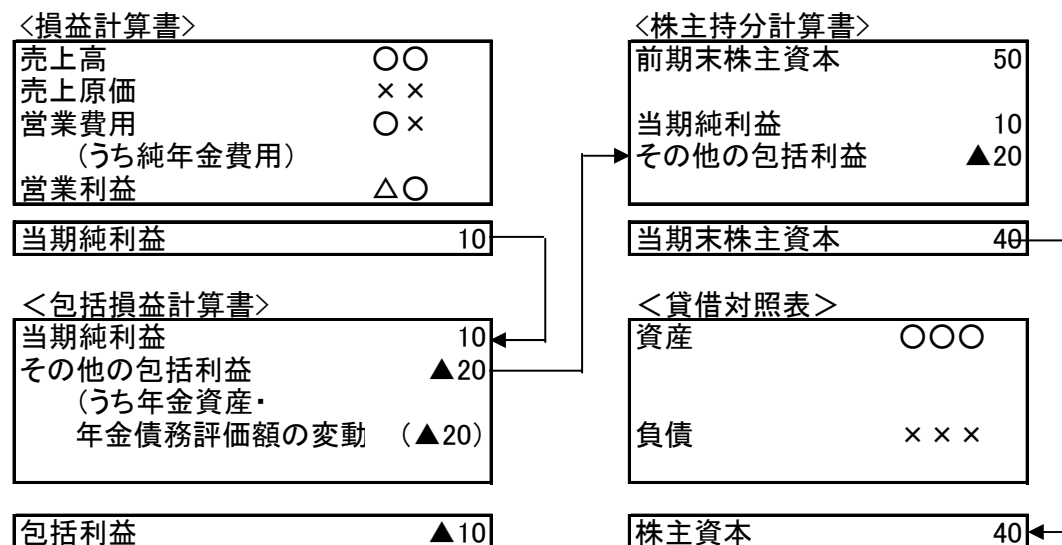 <損益計算書>
売上高 〇〇
売上原価 × ×
営業費用 〇 ×
(うち純年金費用)
営業利益 △〇
当期純利益 10
<包括損益計算書>
当期純利益 10
その他の包括利益 ▲20
(うち年金資産・
年金債務評価額の変動 (▲20)
包括利益 ▲10
<株主持分計算書>
前期末株主資本 50
当期純利益 10
その他の包括利益 ▲20
当期末株主資本 40
<貸借対照表>
資産 〇〇〇
負債 × × ×
株主資本 40